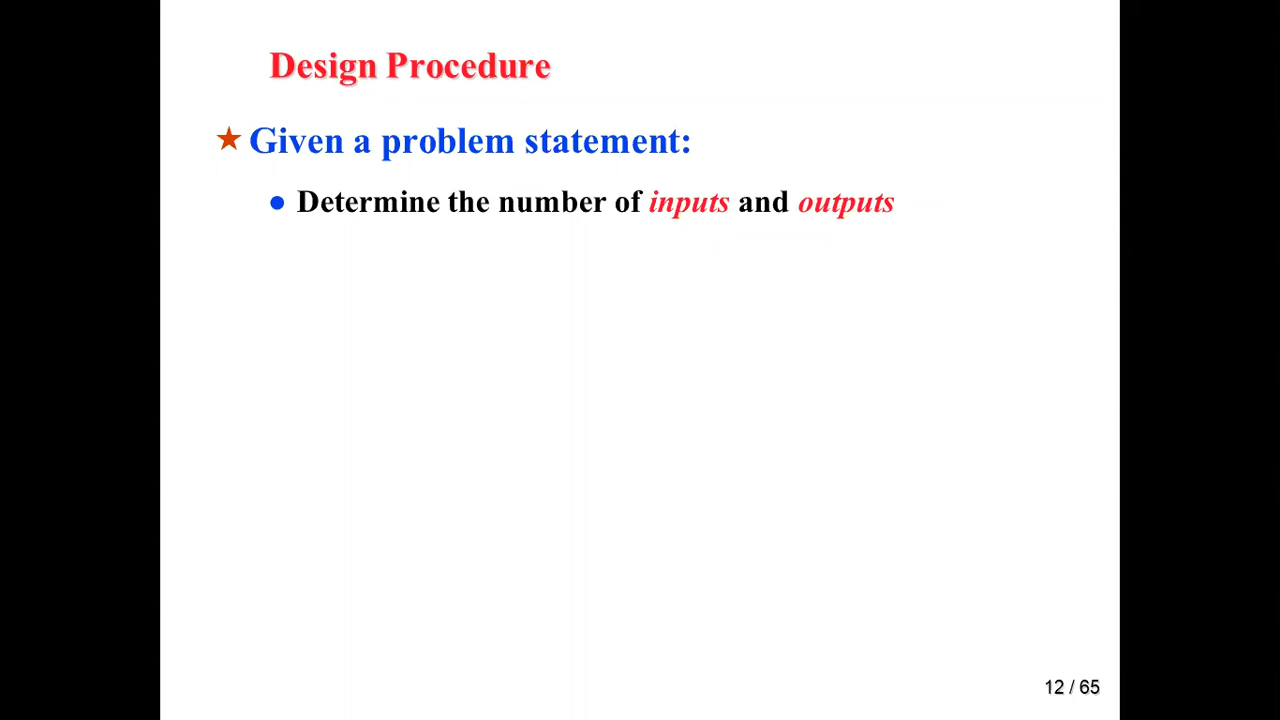 Design Procedure
★ Given a problem statement:
● Determine the number of inputs and outputs
12 / 65